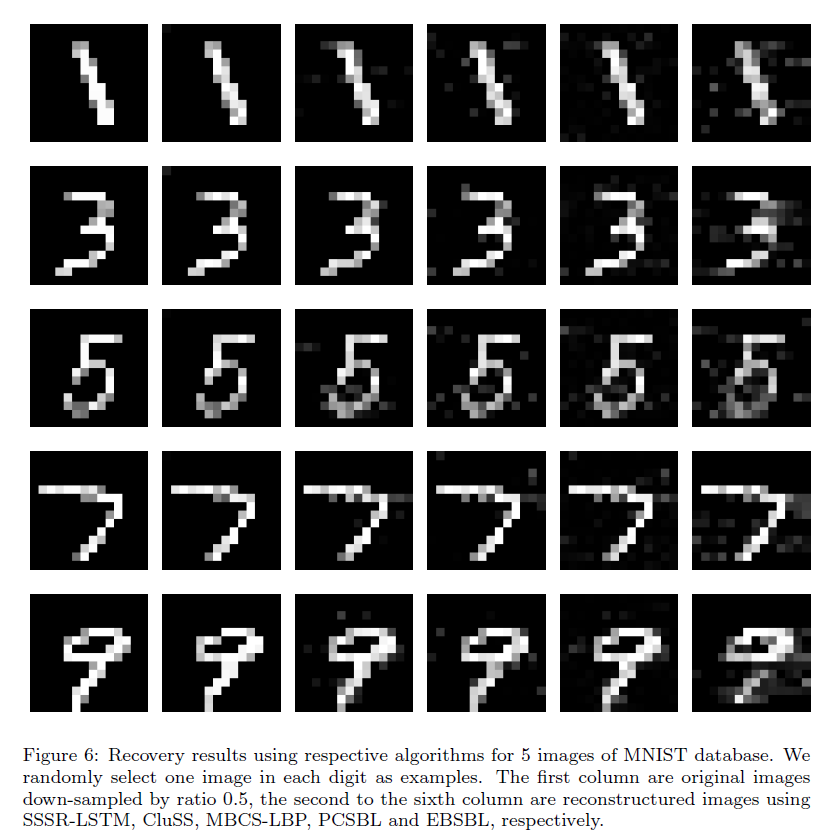 Figure 6: Recovery results using respective algorithms for 5 images of MNIST database. We
randomly select one image in each digit as examples. The first column are original images
down-sampled by ratio 0.5, the second to the sixth column are reconstructured images using
SSSR-LSTM, CluSS, MBCS-LBP, PCSBL and EBSBL, respectively.